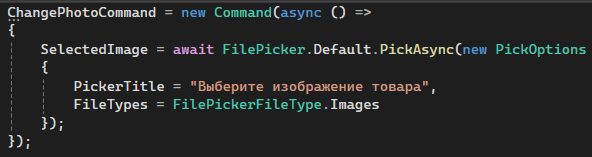 ChangePhotoCommand = new Command(async () =>
{
SelectedImage = await FilePicker.Default.PickAsync(new PickOptions
{
PickerTitle = "Выберите изображение товара",
FileTypes = FilePickerFileType.Images
});
});